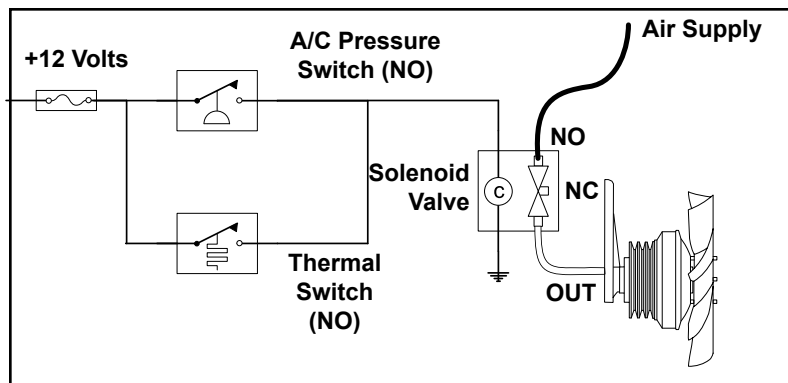 +12 Volts
A/C Pressure
Switch (NO)
Air Supply
NO
Solenoid
Valve
C
NC
Thermal
Switch
(NO)
OUT